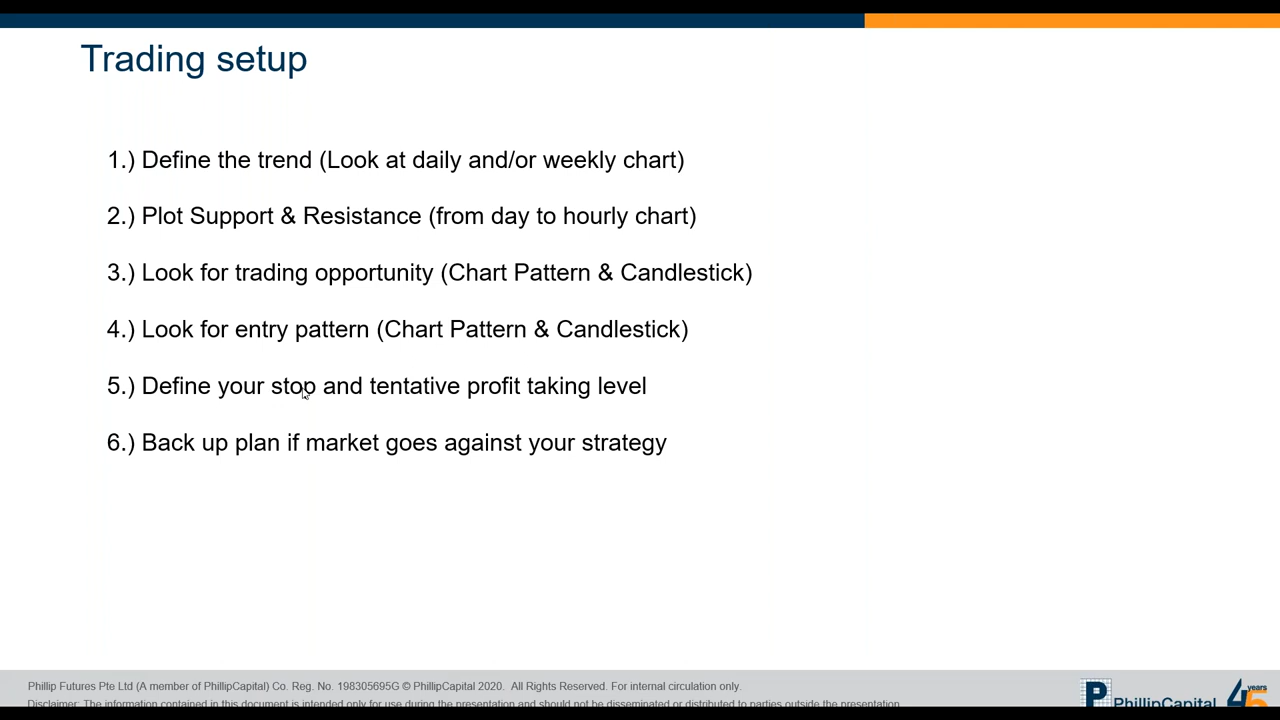 Trading setup
1.) Define the trend (Look at daily and/or weekly chart)
2.) Plot Support & Resistance (from day to hourly chart)
3.) Look for trading opportunity (Chart Pattern & Candlestick)
4.) Look for entry pattern (Chart Pattern & Candlestick)
5.) Define your stop and tentative profit taking level
6.) Back up plan if market goes against your strategy
Phillip Futures Pte Ltd (A member of PhillipCapital) Co. Reg. No. 198305695G © PhillipCapital 2020. All Rights Reserved. For internal circulation only.
Disclaimer: The information contained in this document is intended only for use during the presentation and should not be disseminated or distributed to parties outside the presentation.
P PhillipCapital 45 years